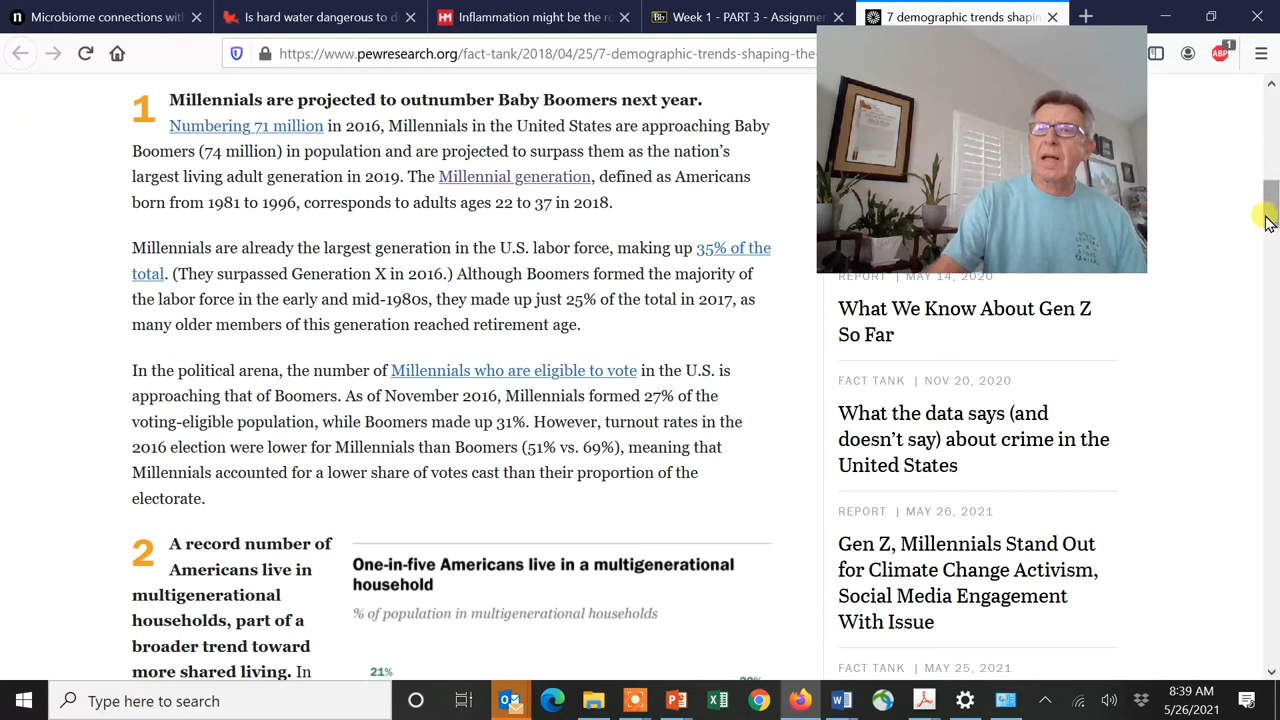 Microbiome connections wit
Is hard water dangerous to d
Inflammation might be the ro
Week 1 - PART 3 - Assignmen
7 demographic trends shapin
https://www.pewresearch.org/fact-tank/2018/04/25/7-demographic-trends-shaping-the
ABP
1
1 Millennials are projected to outnumber Baby Boomers next year.
Numbering 71 million in 2016, Millennials in the United States are approaching Baby
Boomers (74 million) in population and are projected to surpass them as the nation's
largest living adult generation in 2019. The Millennial generation, defined as Americans
born from 1981 to 1996, corresponds to adults ages 22 to 37 in 2018.
Millennials are already the largest generation in the U.S. labor force, making up 35% of the
total. (They surpassed Generation X in 2016.) Although Boomers formed the majority of
the labor force in the early and mid-1980s, they made up just 25% of the total in 2017, as
many older members of this generation reached retirement age.
In the political arena, the number of Millennials who are eligible to vote in the U.S. is
approaching that of Boomers. As of November 2016, Millennials formed 27% of the
voting-eligible population, while Boomers made up 31%. However, turnout rates in the
2016 election were lower for Millennials than Boomers (51% vs. 69%), meaning that
Millennials accounted for a lower share of votes cast than their proportion of the
electorate.
2 A record number of
Americans live in
multigenerational
households, part of a
broader trend toward
more shared living. In
One-in-five Americans live in a multigenerational
household
% of population in multigenerational households
21%
20%
REPORT | MAY 14, 2020
What We Know About Gen Z
So Far
FACT TANK | NOV 20, 2020
What the data says (and
doesn't say) about crime in the
United States
REPORT | MAY 26, 2021
Gen Z, Millennials Stand Out
for Climate Change Activism,
Social Media Engagement
With Issue
FACT TANK | MAY 25, 2021
Type here to search
8:39 AM
5/26/2021